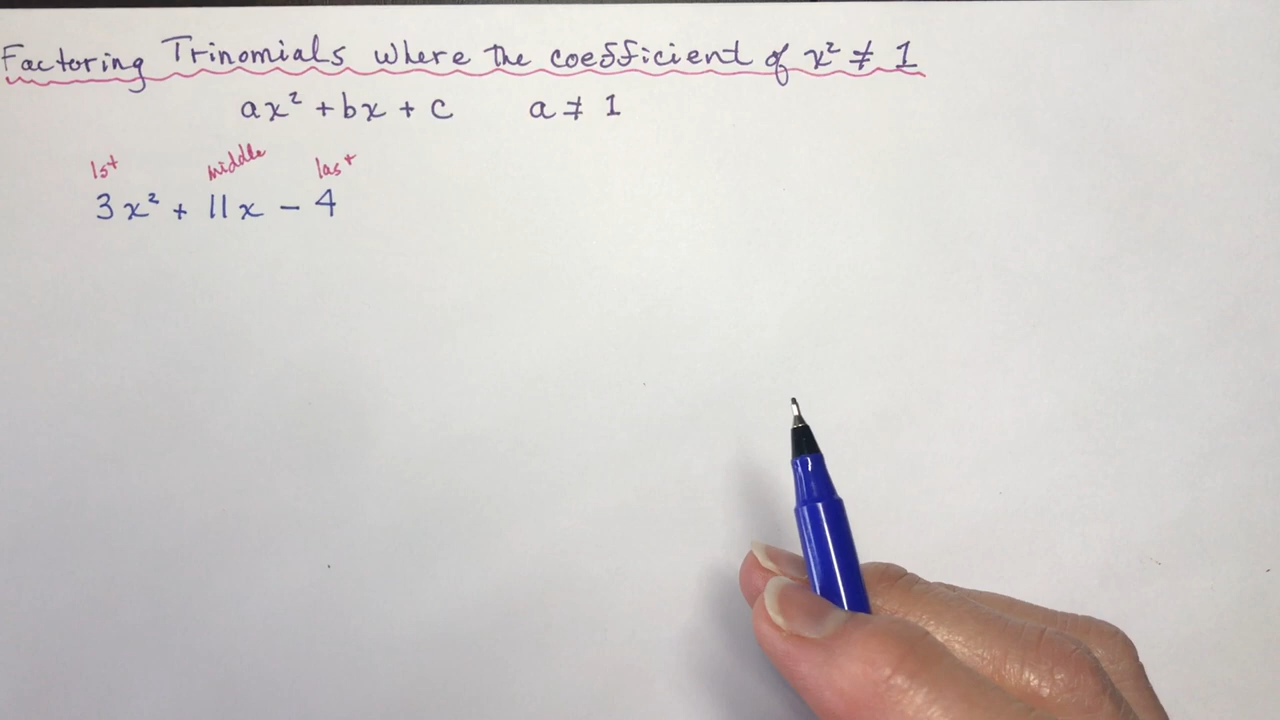 Factoring Trinomials where the coefficient of x² ≠ 1
ax² + bx + c a ≠ 1
1st middle last
3x² + 11x - 4